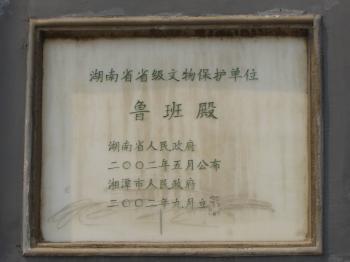 湖南省省级文物保护单位
鲁班殿
湖南省人民政府
二〇〇二年五月公布
湘潭市人民政府
二〇〇二年九月立